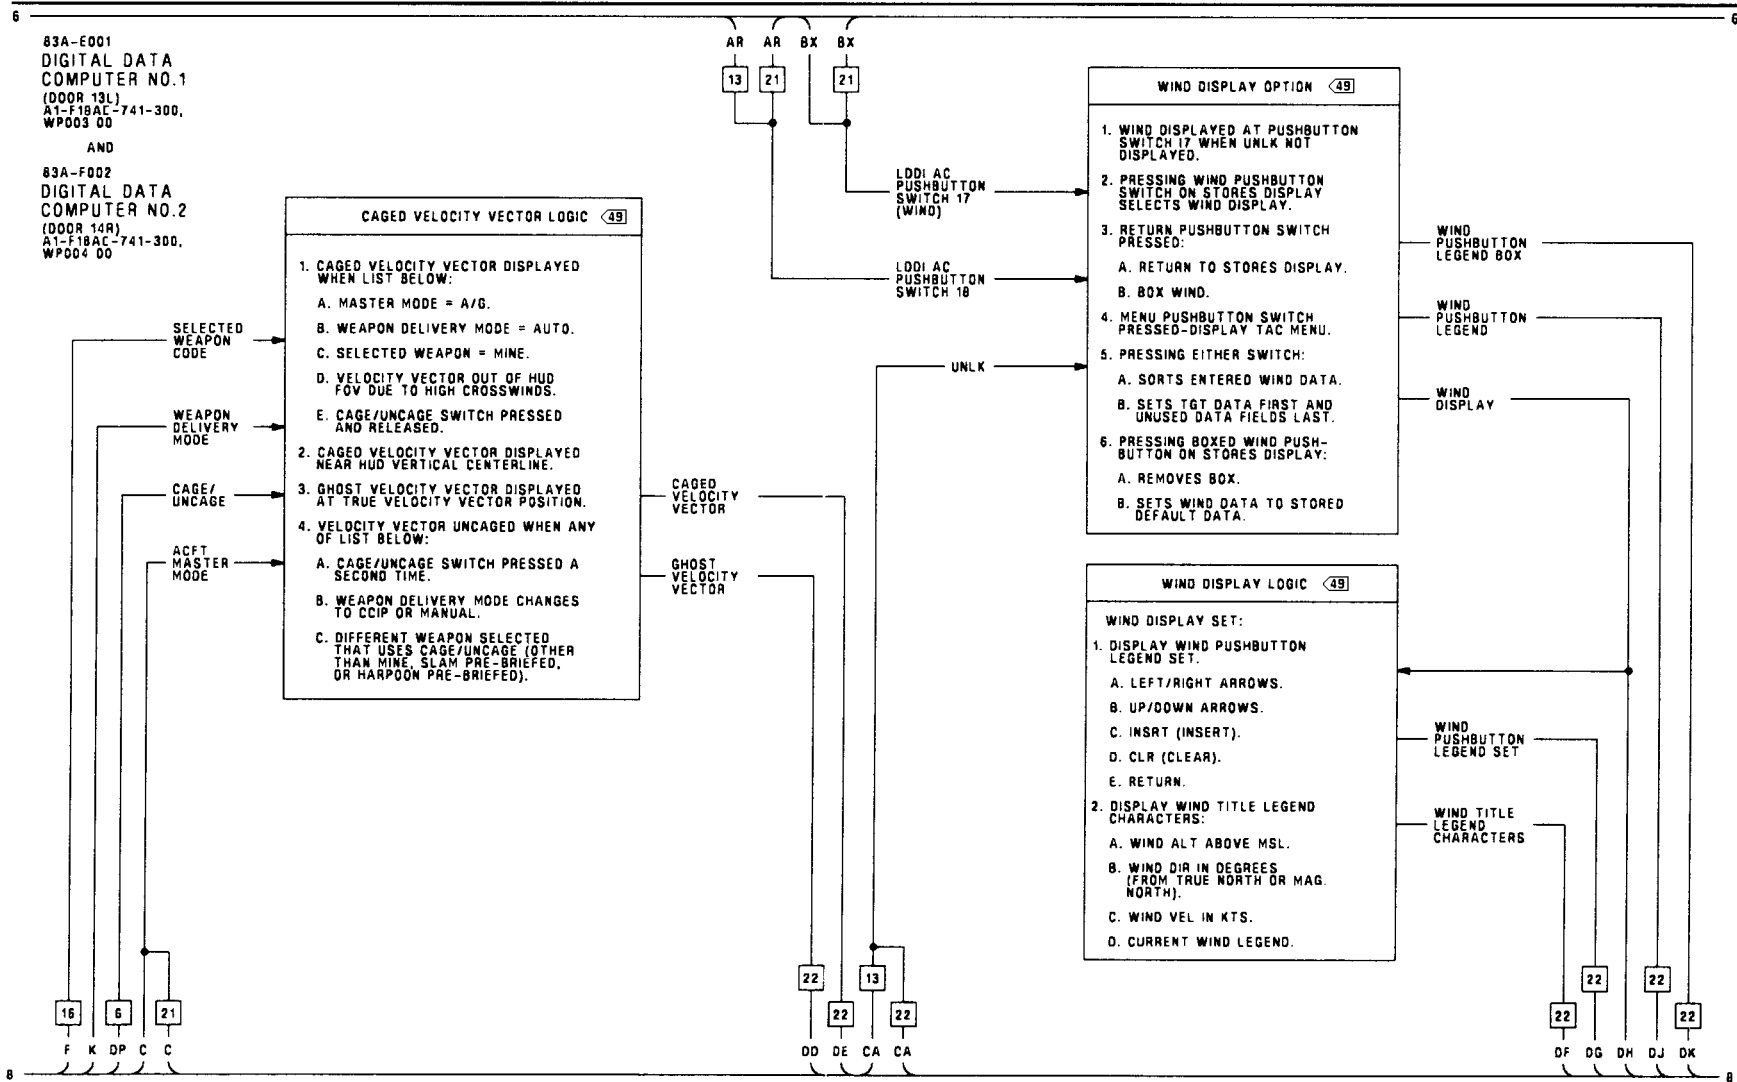 6
6
83A-E001
DIGITAL DATA
COMPUTER NO.1
(DOOR 13L)
A1-F18AC-741-300,
WP003 00
AND
83A-F002
DIGITAL DATA
COMPUTER NO.2
(DOOR 14R)
A1-F18AC-741-300,
WP004 00
AR AR BX BX
13 21 21
SELECTED
WEAPON
CODE
WEAPON
DELIVERY
MODE
CAGE/
UNCAGE
ACFT
MASTER
MODE
CAGED VELOCITY VECTOR LOGIC 49
1. CAGED VELOCITY VECTOR DISPLAYED
WHEN LIST BELOW:
A. MASTER MODE = A/G.
B. WEAPON DELIVERY MODE = AUTO.
C. SELECTED WEAPON = MINE.
D. VELOCITY VECTOR OUT OF HUD
FOV DUE TO HIGH CROSSWINDS.
E. CAGE/UNCAGE SWITCH PRESSED
AND RELEASED.
2. CAGED VELOCITY VECTOR DISPLAYED
NEAR HUD VERTICAL CENTERLINE.
3. GHOST VELOCITY VECTOR DISPLAYED
AT TRUE VELOCITY VECTOR POSITION.
4. VELOCITY VECTOR UNCAGED WHEN ANY
OF LIST BELOW:
A. CAGE/UNCAGE SWITCH PRESSED A
SECOND TIME.
B. WEAPON DELIVERY MODE CHANGES
TO CCIP OR MANUAL.
C. DIFFERENT WEAPON SELECTED
THAT USES CAGE/UNCAGE (OTHER
THAN MINE, SLAM PRE-BRIEFED,
OR HARPOON PRE-BRIEFED).
CAGED
VELOCITY
VECTOR
GHOST
VELOCITY
VECTOR
LDDI AC
PUSHBUTTON
SWITCH 17
(WIND)
LDDI AC
PUSHBUTTON
SWITCH 18
UNLK
WIND DISPLAY OPTION 49
1. WIND DISPLAYED AT PUSHBUTTON
SWITCH 17 WHEN UNLK NOT
DISPLAYED.
2. PRESSING WIND PUSHBUTTON
SWITCH ON STORES DISPLAY
SELECTS WIND DISPLAY.
3. RETURN PUSHBUTTON SWITCH
PRESSED:
A. RETURN TO STORES DISPLAY.
B. BOX WIND.
4. MENU PUSHBUTTON SWITCH
PRESSED-DISPLAY TAC MENU.
5. PRESSING EITHER SWITCH:
A. SORTS ENTERED WIND DATA.
B. SETS TGT DATA FIRST AND
UNUSED DATA FIELDS LAST.
6. PRESSING BOXED WIND PUSH-
BUTTON ON STORES DISPLAY:
A. REMOVES BOX.
B. SETS WIND DATA TO STORED
DEFAULT DATA.
WIND
PUSHBUTTON
LEGEND BOX
WIND
PUSHBUTTON
LEGEND
WIND
DISPLAY
WIND DISPLAY LOGIC 49
WIND DISPLAY SET:
1. DISPLAY WIND PUSHBUTTON
LEGEND SET.
A. LEFT/RIGHT ARROWS.
B. UP/DOWN ARROWS.
C. INSRT (INSERT).
D. CLR (CLEAR).
E. RETURN.
2. DISPLAY WIND TITLE LEGEND
CHARACTERS:
A. WIND ALT ABOVE MSL.
B. WIND DIR IN DEGREES
(FROM TRUE NORTH OR MAG.
NORTH).
C. WIND VEL IN KTS.
D. CURRENT WIND LEGEND.
WIND
PUSHBUTTON
LEGEND SET
WIND TITLE
LEGEND
CHARACTERS
22 13 22 22
16 6 21 22 22 22 22
F K DP C C DD DE CA CA DF DG DH DJ DK
8
8